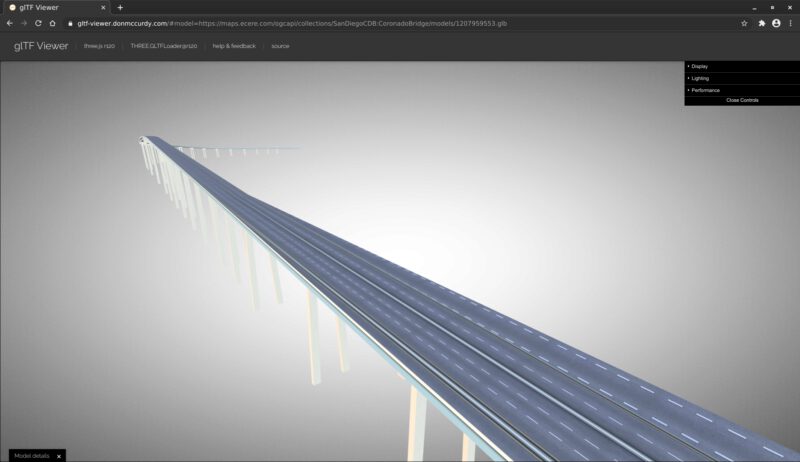 glTF Viewer
gltf-viewer.donmccurdy.com/#model=https://maps.ecere.com/ogcapi/collections/SanDiegoCDB:CoronadoBridge/models/1207959553.glb
glTF Viewer | three.js r120 | THREE.GLTFLoader@r120 | help & feedback | source
Display
Lighting
Performance
Close Controls
Model details ×